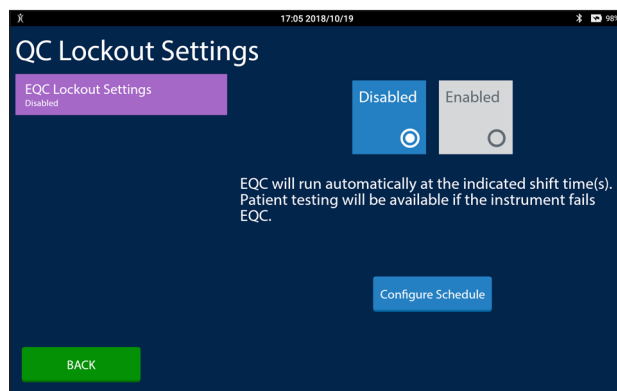 17:05 2018/10/19
QC Lockout Settings
EQC Lockout Settings
Disabled
Disabled
Enabled
EQC will run automatically at the indicated shift time(s).
Patient testing will be available if the instrument fails
EQC.
Configure Schedule
BACK